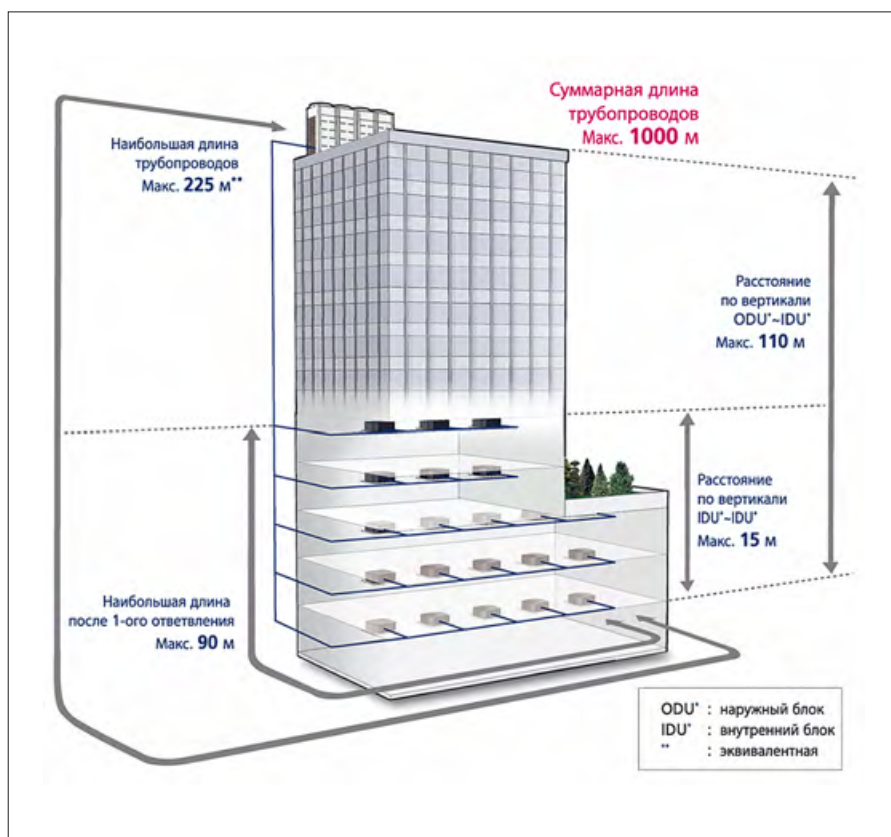 Суммарная длина
трубопроводов
Макс. 1000 м
Наибольшая длина
трубопроводов
Макс. 225 м**
Расстояние
по вертикали
ODU*~IDU*
Макс. 110 м
Расстояние
по вертикали
IDU*~IDU*
Макс. 15 м
Наибольшая длина
после 1-ого ответвления
Макс. 90 м
ODU* : наружный блок
IDU* : внутренний блок
** : эквивалентная